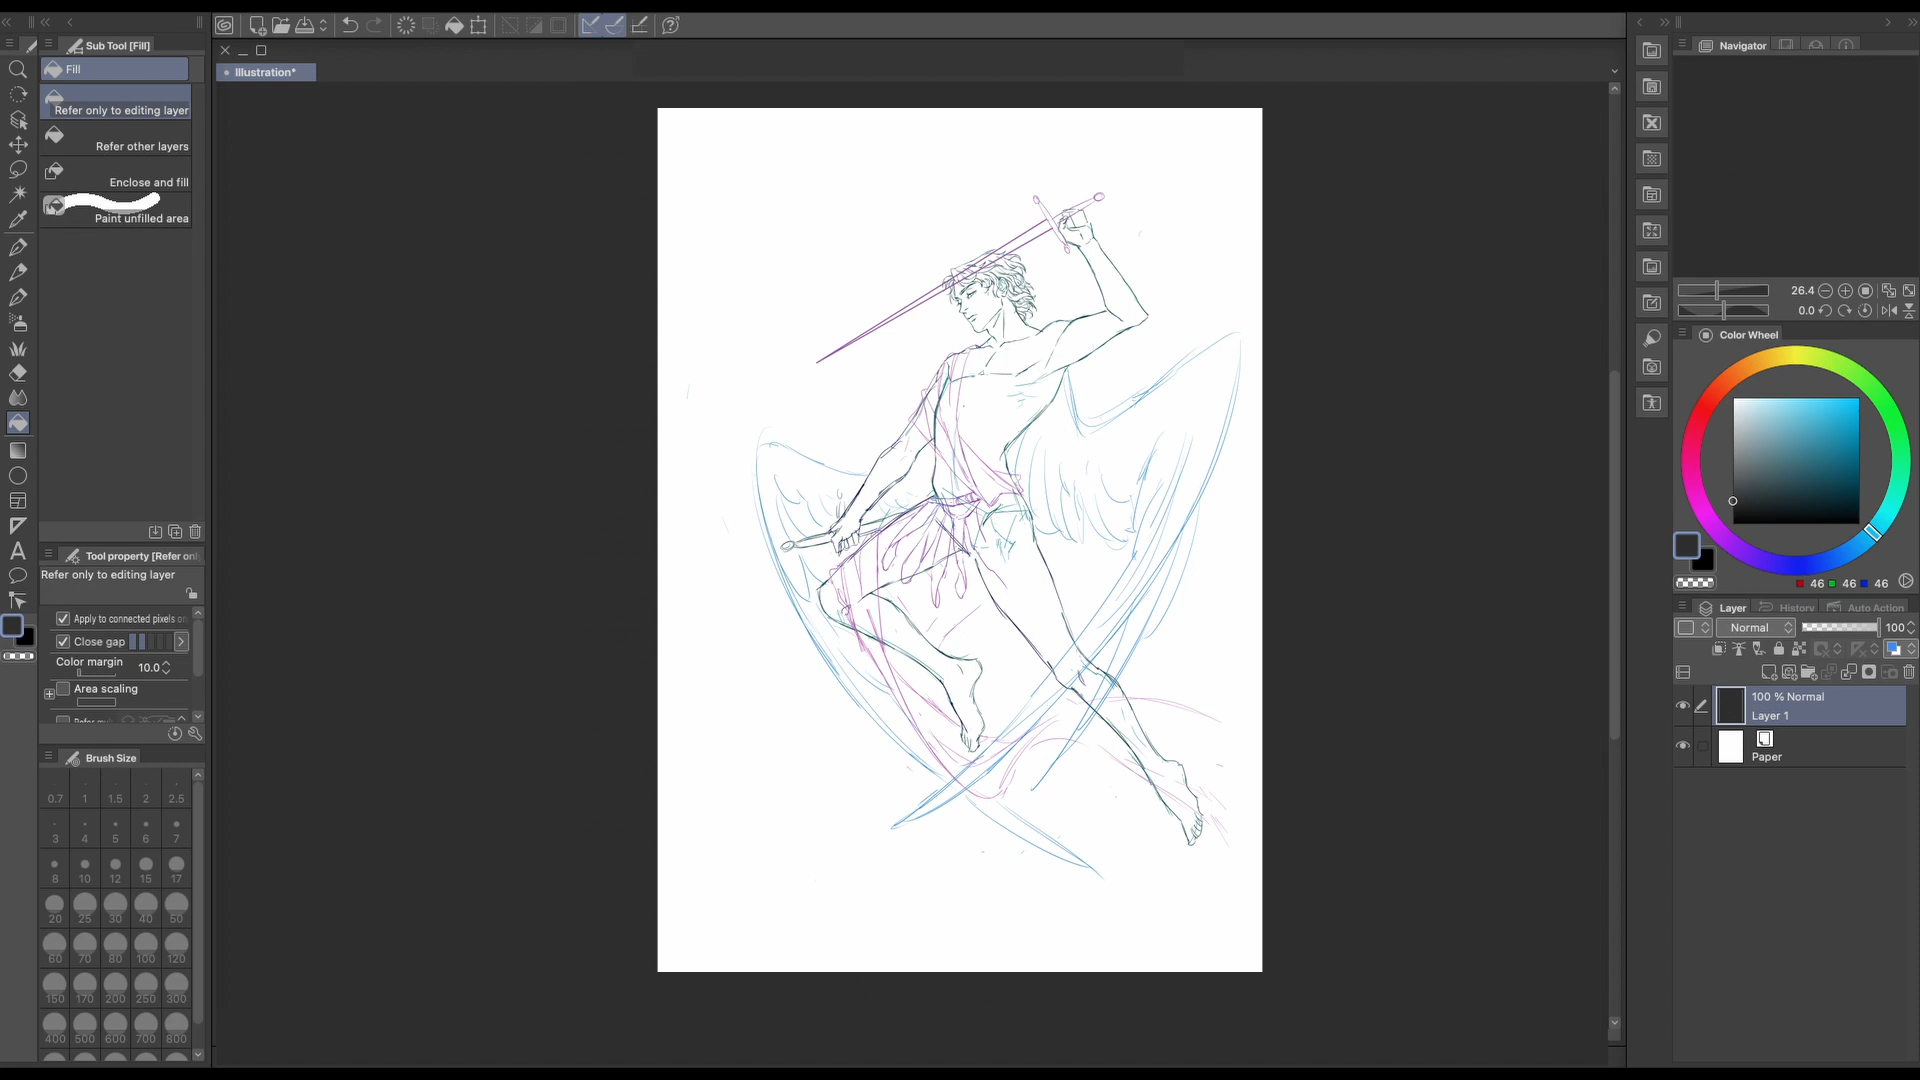 Sub Tool [Fill]
Fill
Refer only to editing layer
Refer other layers
Enclose and fill
Paint unfilled area
Tool property [Refer on
Refer only to editing layer
Apply to connected pixels on
Close gap
Color margin 10.0
Area scaling
Brush Size
0.7 1 1.5 2 2.5
3 4 5 6 7
8 10 12 15 17
20 25 30 40 50
60 70 80 100 120
150 170 200 250 300
400 500 600 700 800
Illustration*
Navigator
26.4
0.0
Color Wheel
46 46 46
Layer History Auto Action
Normal 100
100 % Normal
Layer 1
Paper